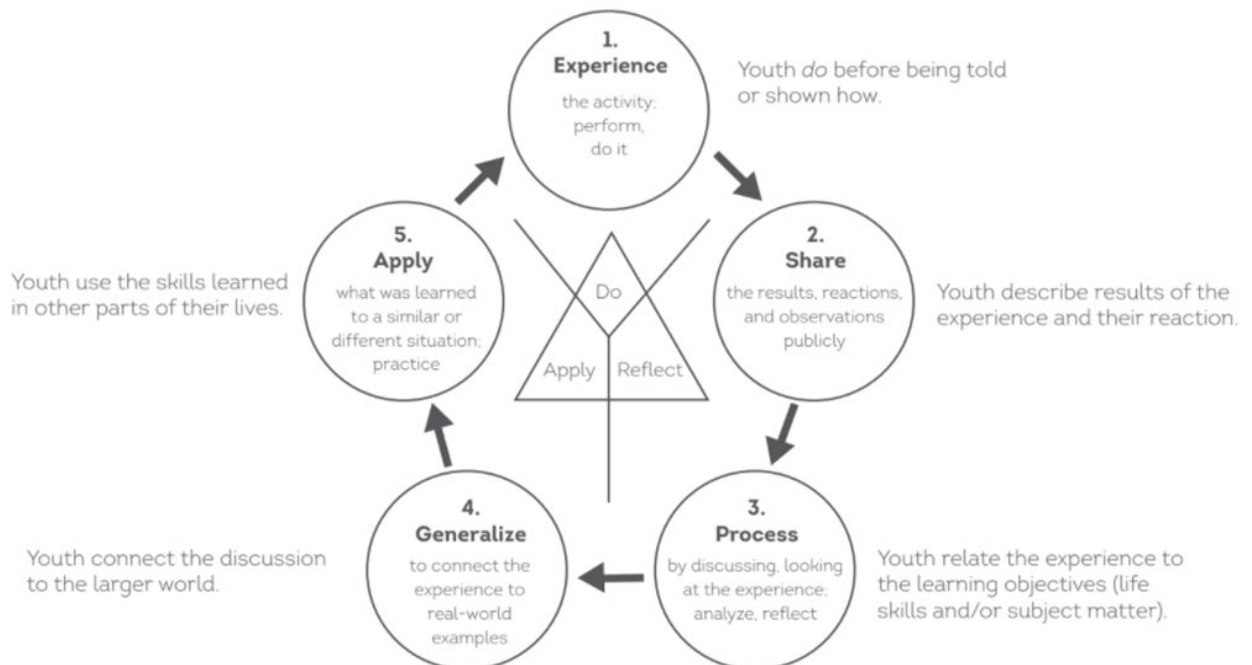 1.
Experience
the activity;
perform,
do it
Youth do before being told
or shown how.
2.
Share
the results, reactions,
and observations
publicly
Youth describe results of the
experience and their reaction.
3.
Process
by discussing, looking
at the experience;
analyze, reflect
Youth relate the experience to
the learning objectives (life
skills and/or subject matter).
4.
Generalize
to connect the
experience to
real-world
examples
Youth connect the discussion
to the larger world.
5.
Apply
what was learned
to a similar or
different situation;
practice
Youth use the skills learned
in other parts of their lives.
Do
Apply
Reflect